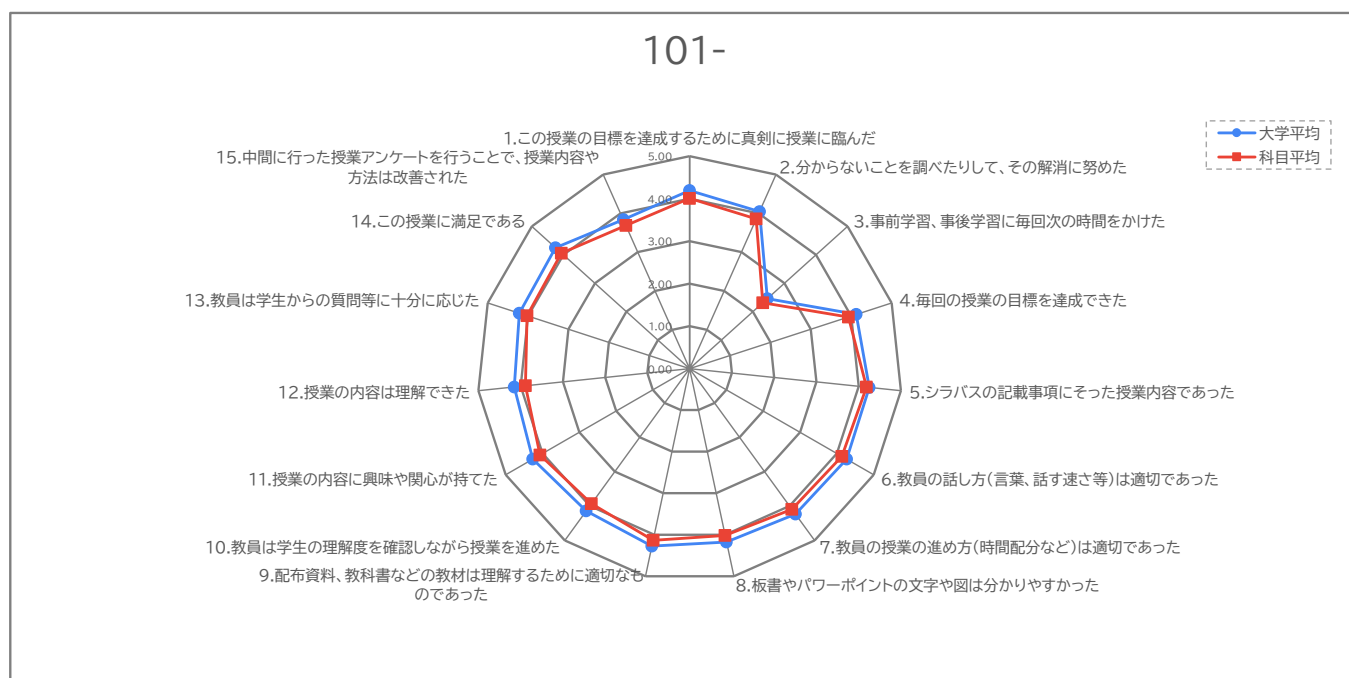 101-
大学平均
科目平均
1.この授業の目標を達成するために真剣に授業に臨んだ
2.分からないことを調べたりして、その解消に努めた
3.事前学習、事後学習に毎回次の時間をかけた
4.毎回の授業の目標を達成できた
5.シラバスの記載事項にそった授業内容であった
6.教員の話し方(言葉、話す速さ等)は適切であった
7.教員の授業の進め方(時間配分など)は適切であった
8.板書やパワーポイントの文字や図は分かりやすかった
9.配布資料、教科書などの教材は理解するために適切なも
のであった
10.教員は学生の理解度を確認しながら授業を進めた
11.授業の内容に興味や関心が持てた
12.授業の内容は理解できた
13.教員は学生からの質問等に十分に応じた
14.この授業に満足である
15.中間に行った授業アンケートを行うことで、授業内容や
方法は改善された
5.00
4.00
3.00
2.00
1.00
0.00